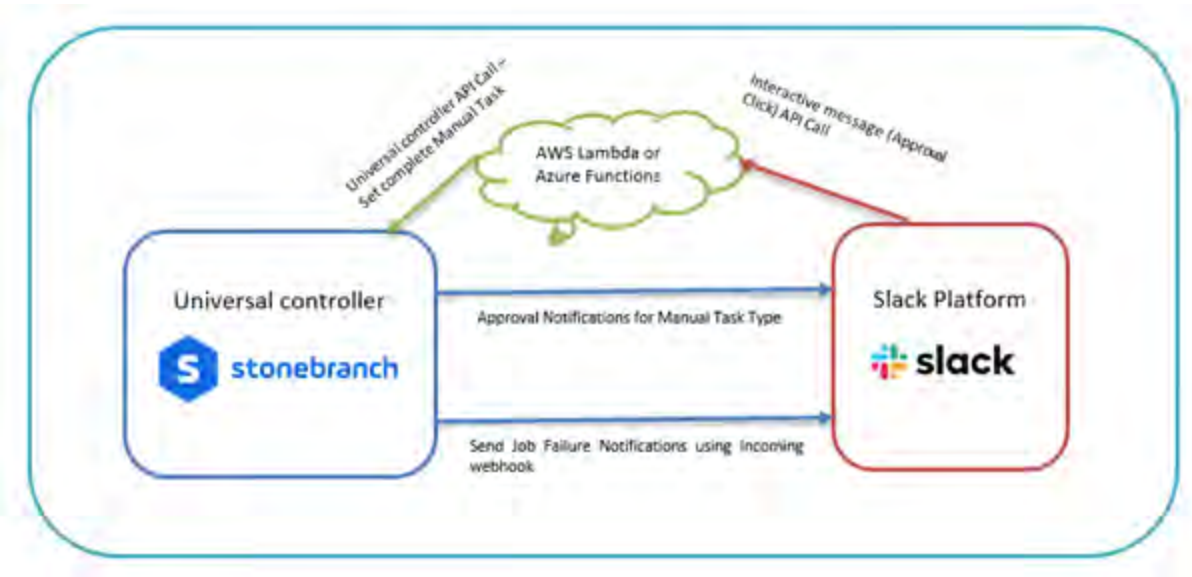 Universal controller API Call –
Set complete Manual Task
Interactive message (Approval
Click) API Call
AWS Lambda or
Azure Functions
Universal controller
S stonebranch
Approval Notifications for Manual Task Type
Slack Platform
slack
Send Job Failure Notifications using Incoming
webhook